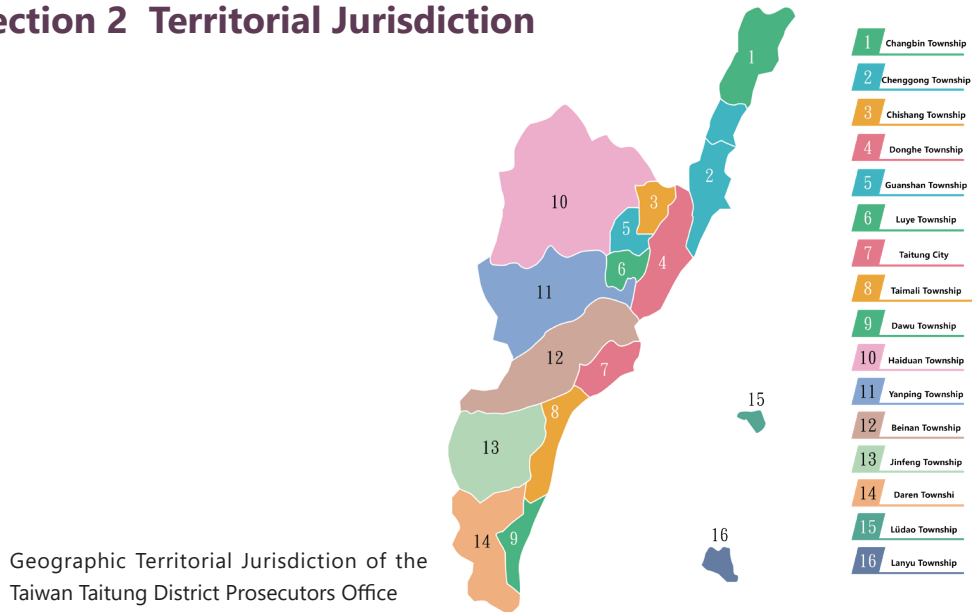 ection 2 Territorial Jurisdiction
1
2
3
4
5
6
7
8
9
10
11
12
13
14
15
16
1 Changbin Township
2 Chenggong Township
3 Chishang Township
4 Donghe Township
5 Guanshan Township
6 Luye Township
7 Taitung City
8 Taimali Township
9 Dawu Township
10 Haiduan Township
11 Yanping Township
12 Beinan Township
13 Jinfeng Township
14 Daren Townshi
15 Lüdao Township
16 Lanyu Township
Geographic Territorial Jurisdiction of the
Taiwan Taitung District Prosecutors Office